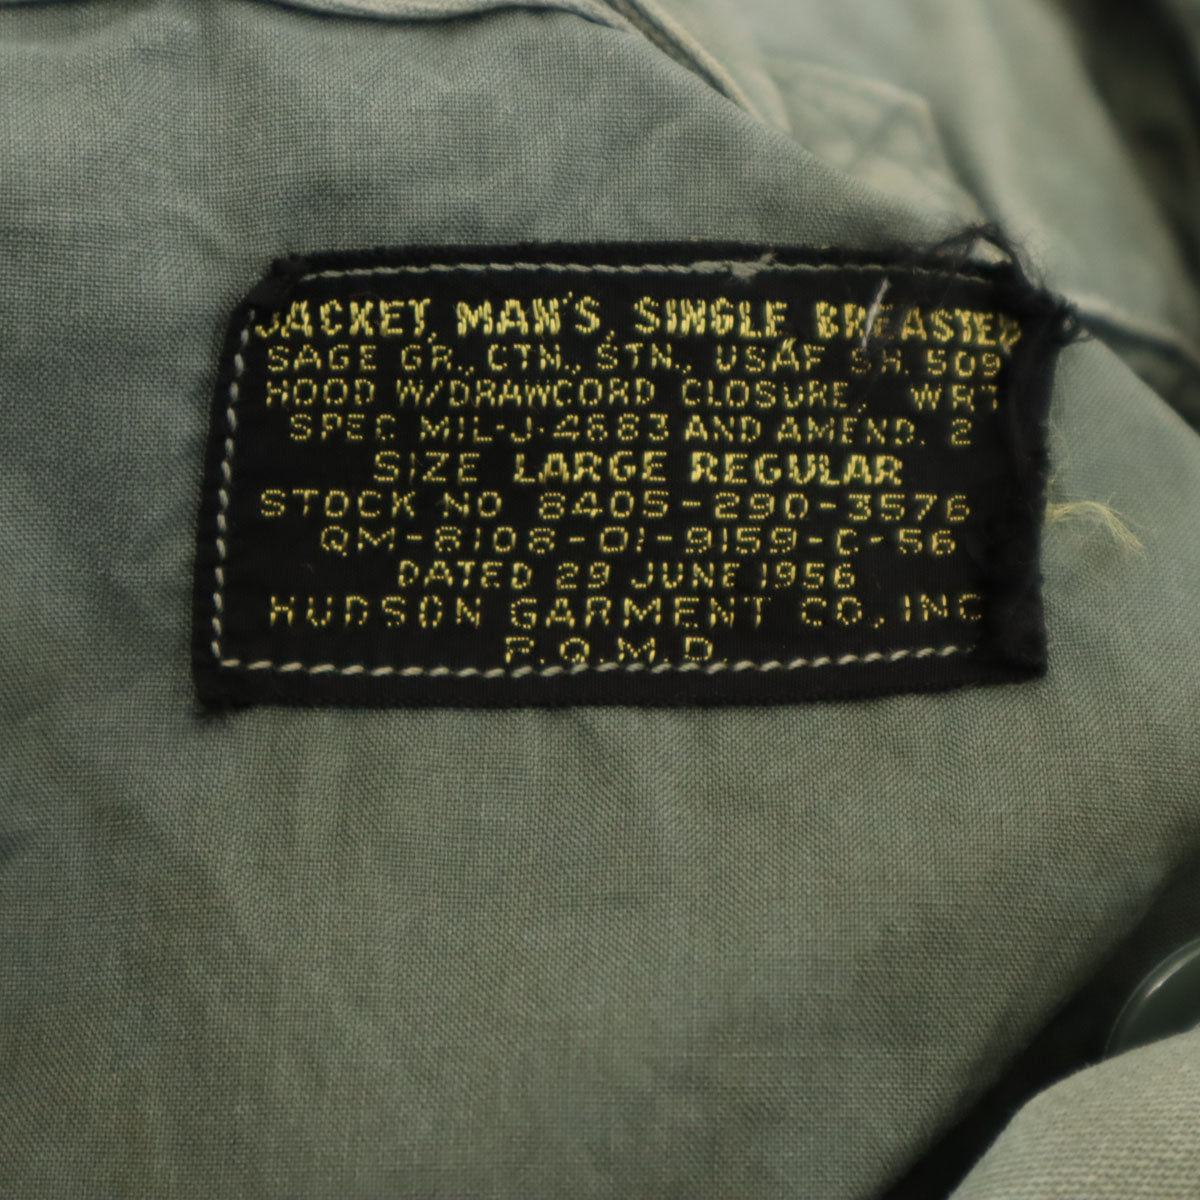 JACKET, MAN'S, SINGLE BREASTED
SAGE GR., CTN., STN., USAF SH. 509
HOOD W/DRAWCORD CLOSURE, WRT
SPEC MIL-J-4883 AND AMEND. 2
SIZE LARGE REGULAR
STOCK NO 8405-290-3576
QM-8108-01-9159-C-56
DATED 29 JUNE 1956
HUDSON GARMENT CO., INC
P.Q.M.D.